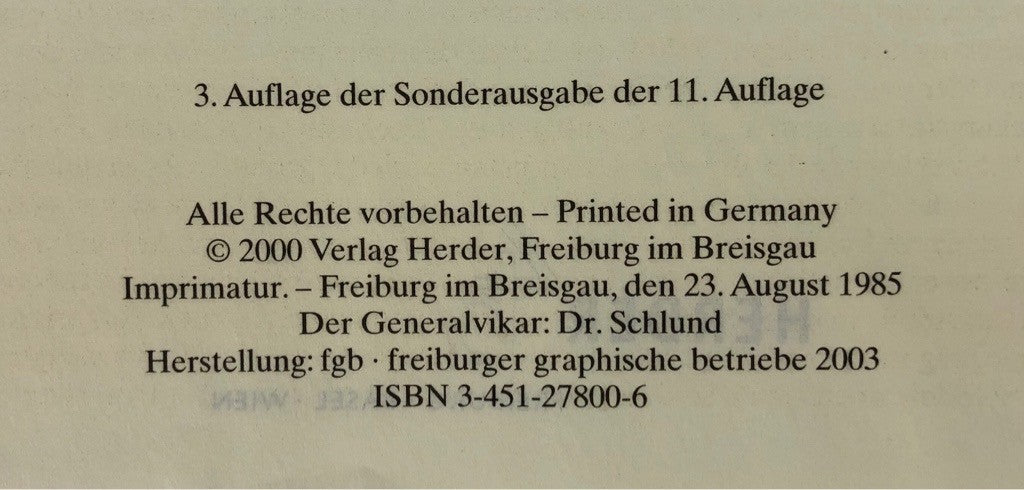 3. Auflage der Sonderausgabe der 11. Auflage
Alle Rechte vorbehalten – Printed in Germany
© 2000 Verlag Herder, Freiburg im Breisgau
Imprimatur. – Freiburg im Breisgau, den 23. August 1985
Der Generalvikar: Dr. Schlund
Herstellung: fgb · freiburger graphische betriebe 2003
ISBN 3-451-27800-6